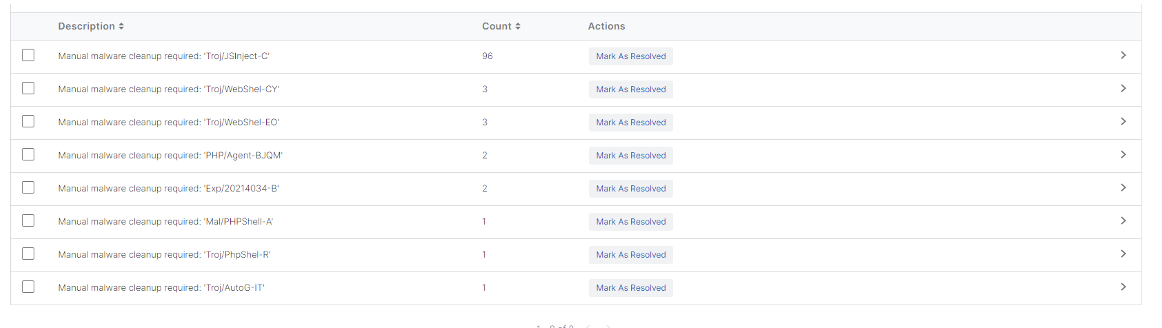 Description Count Actions
Manual malware cleanup required: 'Troj/JSInject-C' 96 Mark As Resolved
Manual malware cleanup required: 'Troj/WebShel-CY' 3 Mark As Resolved
Manual malware cleanup required: 'Troj/WebShel-EO' 3 Mark As Resolved
Manual malware cleanup required: 'PHP/Agent-BJQM' 2 Mark As Resolved
Manual malware cleanup required: 'Exp/20214034-B' 2 Mark As Resolved
Manual malware cleanup required: 'Mal/PHPShell-A' 1 Mark As Resolved
Manual malware cleanup required: 'Troj/PhpShel-R' 1 Mark As Resolved
Manual malware cleanup required: 'Troj/AutoG-IT' 1 Mark As Resolved